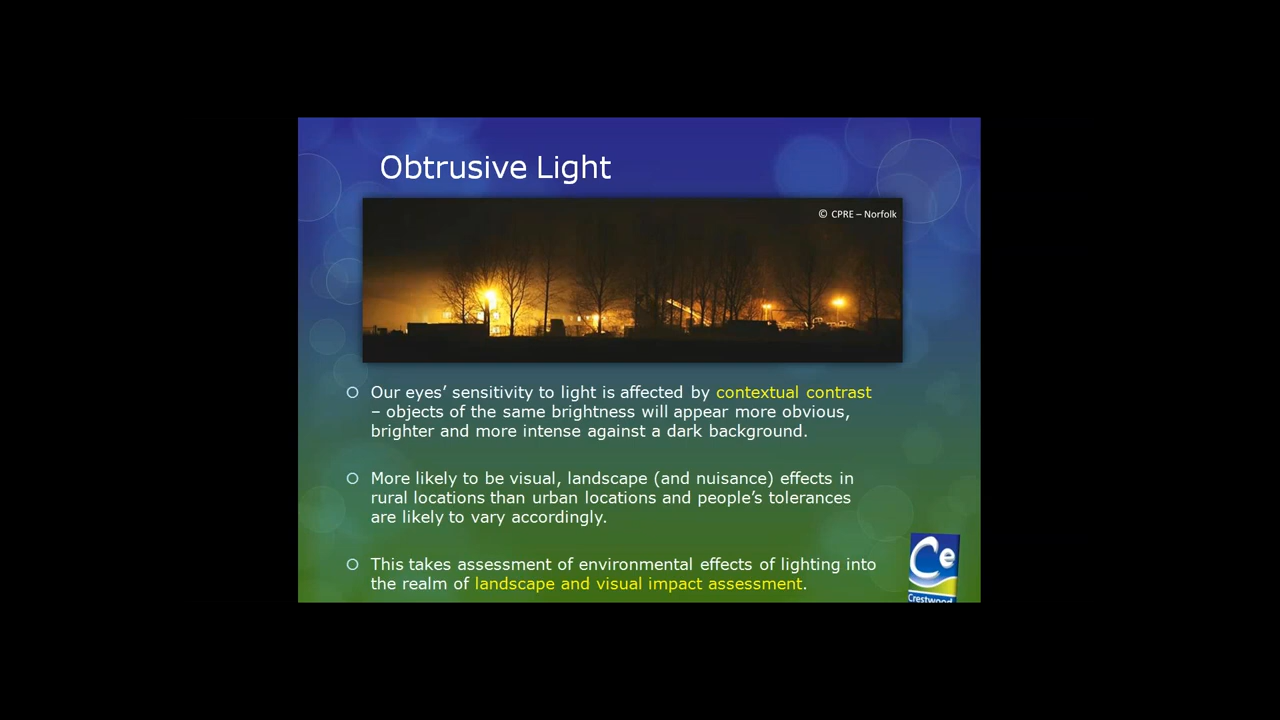 Obtrusive Light
© CPRE – Norfolk
Our eyes’ sensitivity to light is affected by contextual contrast
– objects of the same brightness will appear more obvious,
brighter and more intense against a dark background.
More likely to be visual, landscape (and nuisance) effects in
rural locations than urban locations and people’s tolerances
are likely to vary accordingly.
This takes assessment of environmental effects of lighting into
the realm of landscape and visual impact assessment.
Ce
Crestwood